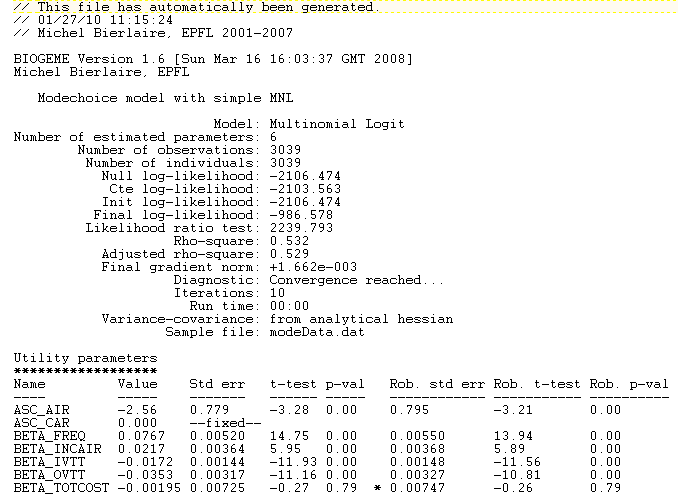 // This file has automatically been generated.
// 01/27/10 11:15:24
// Michel Bierlaire, EPFL 2001-2007
BIOGEME Version 1.6 [Sun Mar 16 16:03:37 GMT 2008]
Michel Bierlaire, EPFL
Modechoice model with simple MNL
Model: Multinomial Logit
Number of estimated parameters: 6
Number of observations: 3039
Number of individuals: 3039
Null log-likelihood: -2106.474
Cte log-likelihood: -2103.563
Init log-likelihood: -2106.474
Final log-likelihood: -986.578
Likelihood ratio test: 2239.793
Rho-square: 0.532
Adjusted rho-square: 0.529
Final gradient norm: +1.662e-003
Diagnostic: Convergence reached...
Iterations: 10
Run time: 00:00
Variance-covariance: from analytical hessian
Sample file: modeData.dat
Utility parameters
******************
Name Value Std err t-test p-val Rob. std err Rob. t-test Rob. p-val
---- ----- ------- ------ ----- ------------ ----------- ----------
ASC_AIR -2.56 0.779 -3.28 0.00 0.795 -3.21 0.00
ASC_CAR 0.000 --fixed--
BETA_FREQ 0.0767 0.00520 14.75 0.00 0.00550 13.94 0.00
BETA_INCAIR 0.0217 0.00364 5.95 0.00 0.00368 5.89 0.00
BETA_IVTT -0.0172 0.00144 -11.93 0.00 0.00148 -11.56 0.00
BETA_OVTT -0.0353 0.00317 -11.16 0.00 0.00327 -10.81 0.00
BETA_TOTCOST -0.00195 0.00725 -0.27 0.79 * 0.00747 -0.26 0.79